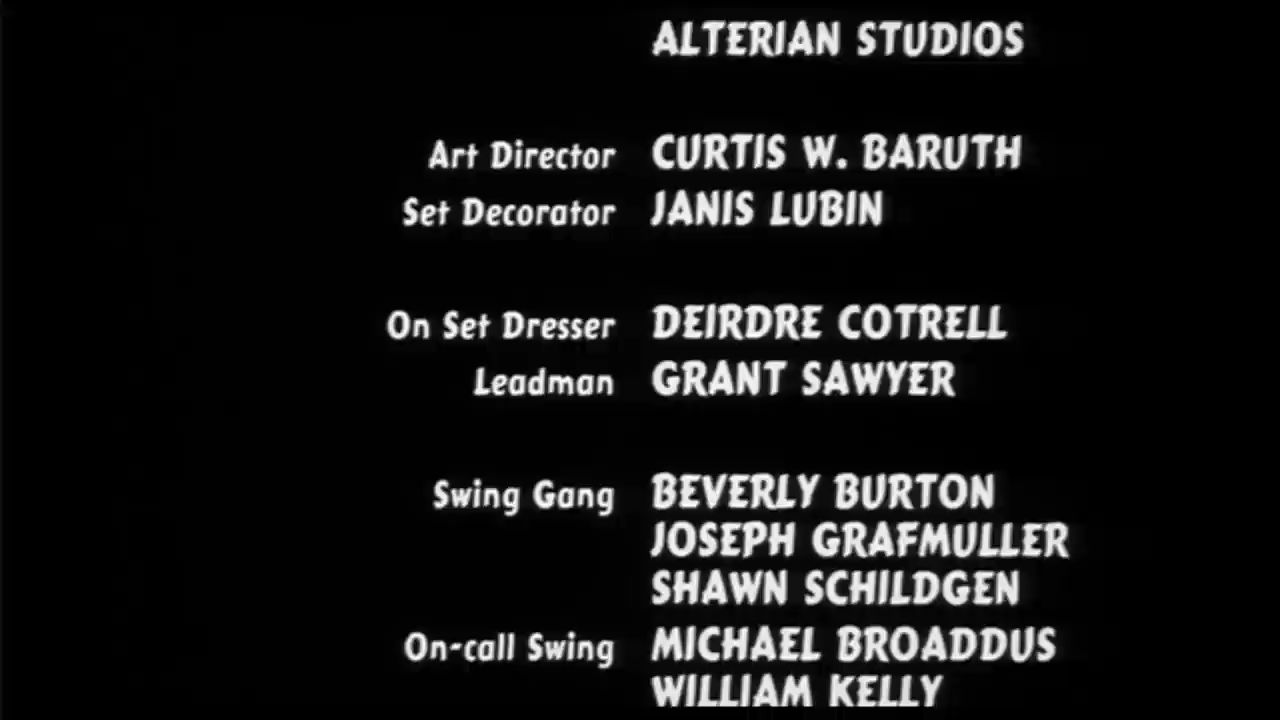 ALTERIAN STUDIOS
Art Director CURTIS W. BARUTH
Set Decorator JANIS LUBIN
On Set Dresser DEIRDRE COTRELL
Leadman GRANT SAWYER
Swing Gang BEVERLY BURTON
JOSEPH GRAFMULLER
SHAWN SCHILDGEN
On-call Swing MICHAEL BROADDUS
WILLIAM KELLY